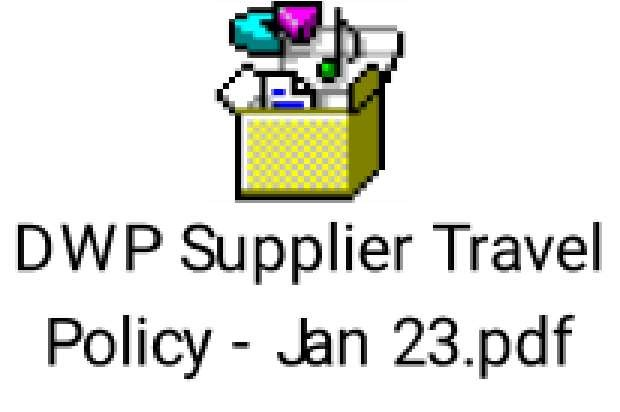 DWP Supplier Travel
Policy - Jan 23.pdf